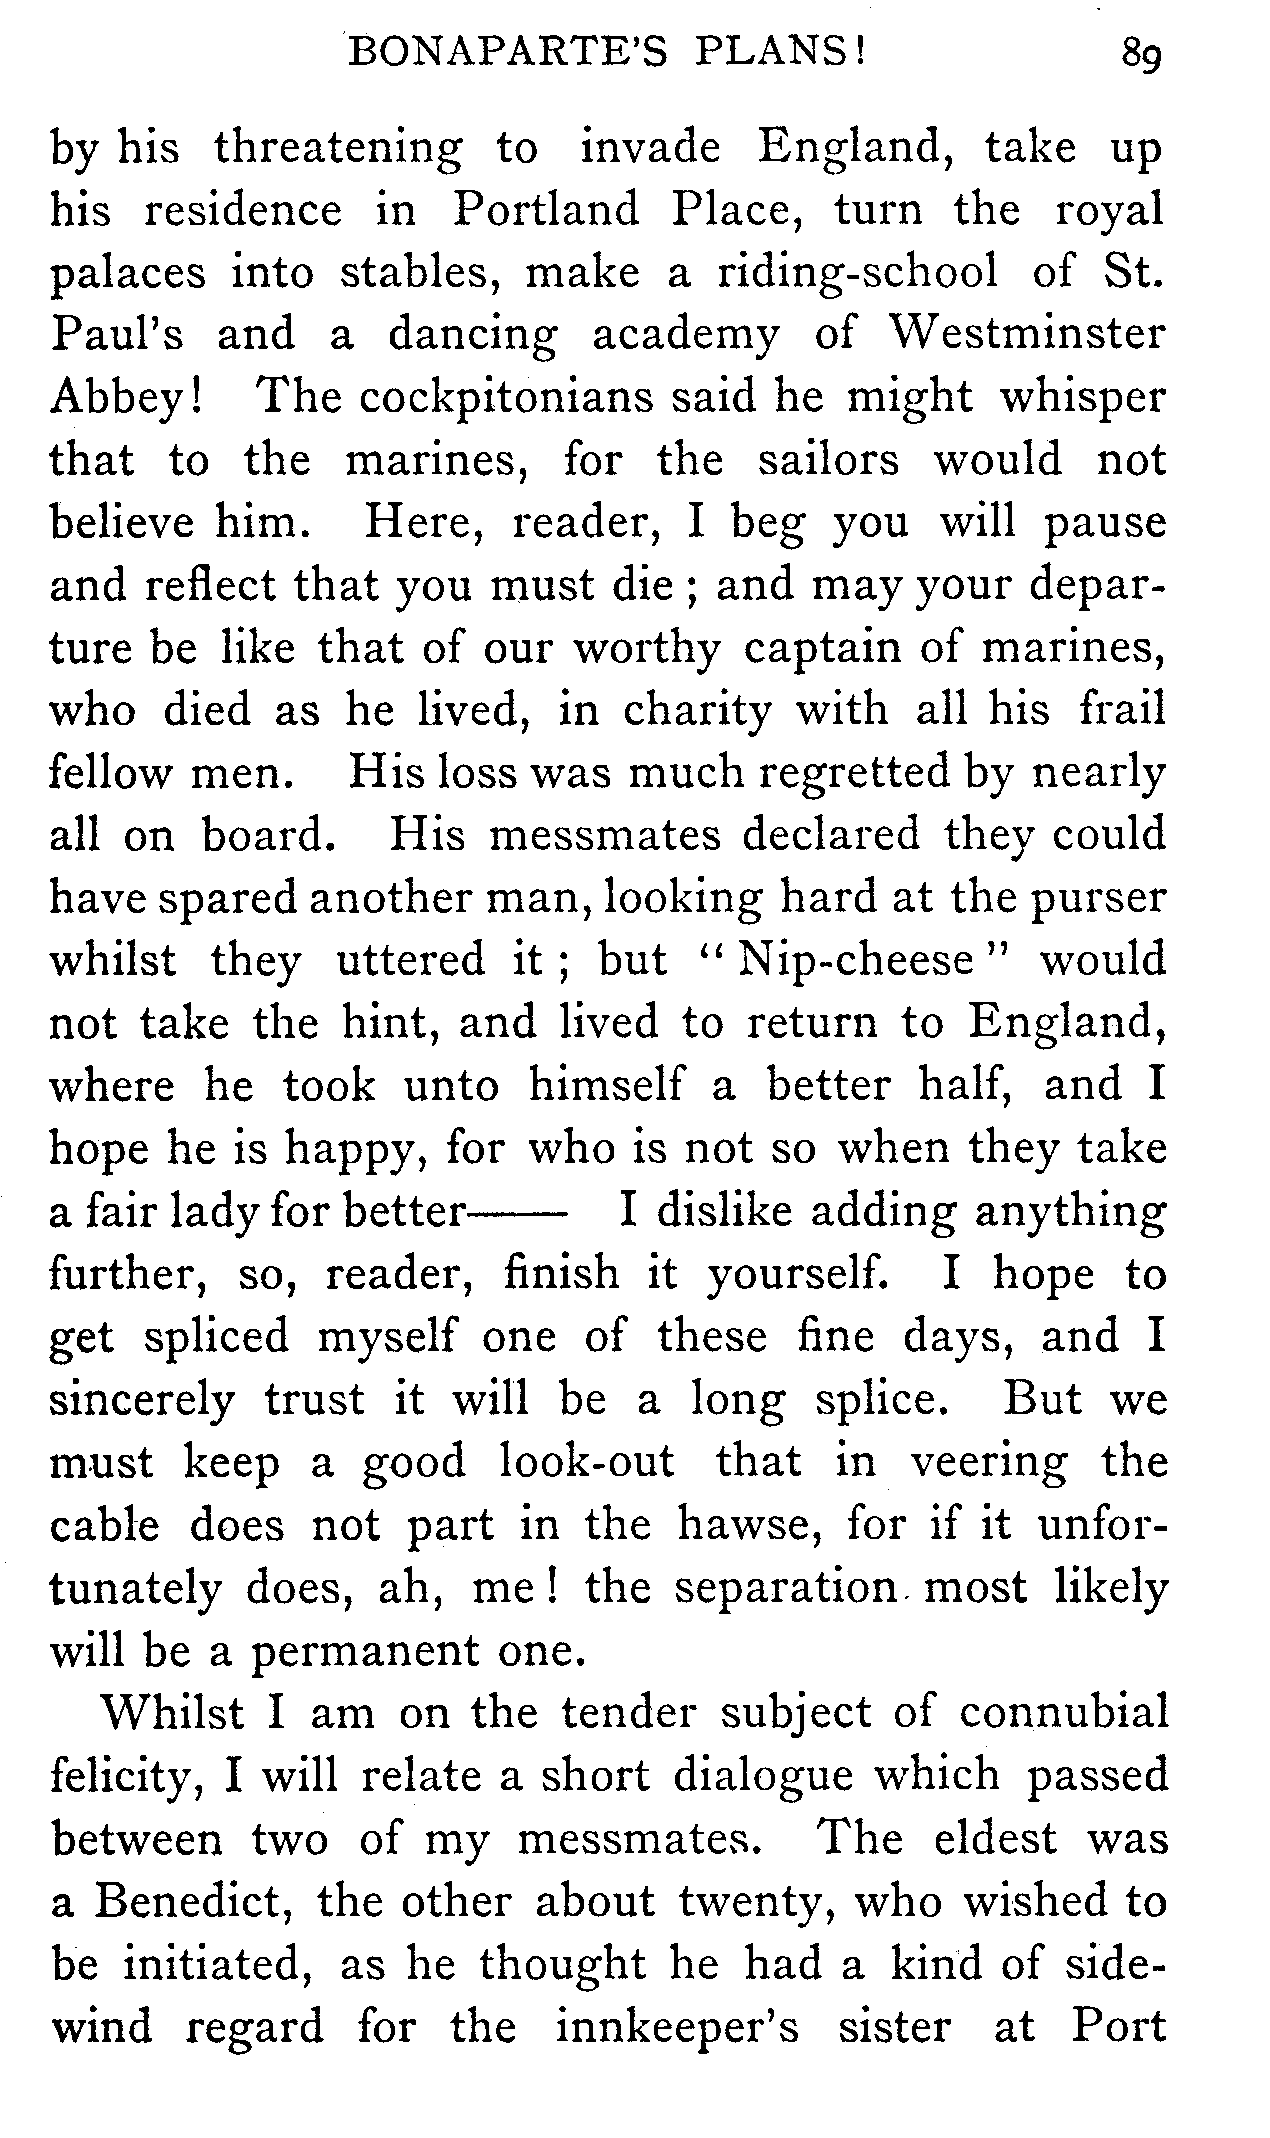 BONAPARTE'S PLANS! 89
by his threatening to invade England, take up
his residence in Portland Place, turn the royal
palaces into stables, make a riding-school of St.
Paul's and a dancing academy of Westminster
Abbey! The cockpitonians said he might whisper
that to the marines, for the sailors would not
believe him. Here, reader, I beg you will pause
and reflect that you must die ; and may your depar-
ture be like that of our worthy captain of marines,
who died as he lived, in charity with all his frail
fellow men. His loss was much regretted by nearly
all on board. His messmates declared they could
have spared another man, looking hard at the purser
whilst they uttered it ; but " Nip-cheese " would
not take the hint, and lived to return to England,
where he took unto himself a better half, and I
hope he is happy, for who is not so when they take
a fair lady for better—— I dislike adding anything
further, so, reader, finish it yourself. I hope to
get spliced myself one of these fine days, and I
sincerely trust it will be a long splice. But we
must keep a good look-out that in veering the
cable does not part in the hawse, for if it unfor-
tunately does, ah, me ! the separation most likely
will be a permanent one.
Whilst I am on the tender subject of connubial
felicity, I will relate a short dialogue which passed
between two of my messmates. The eldest was
a Benedict, the other about twenty, who wished to
be initiated, as he thought he had a kind of side-
wind regard for the innkeeper's sister at Port